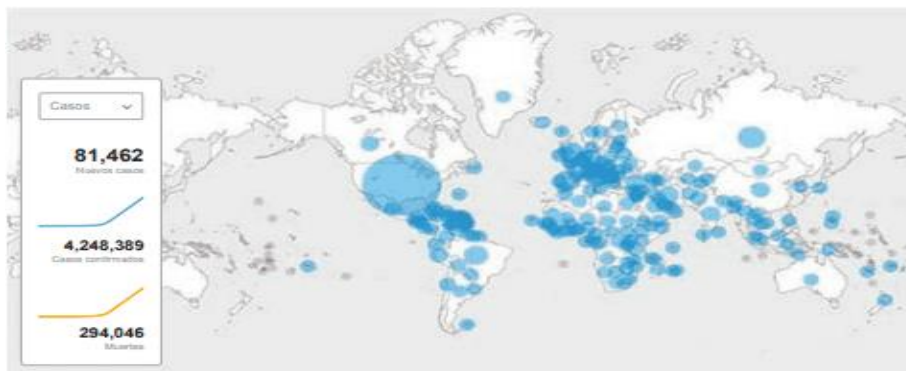 Casos
81,462
Nuevos casos
4,248,389
Casos confirmados
294,046
Muertes